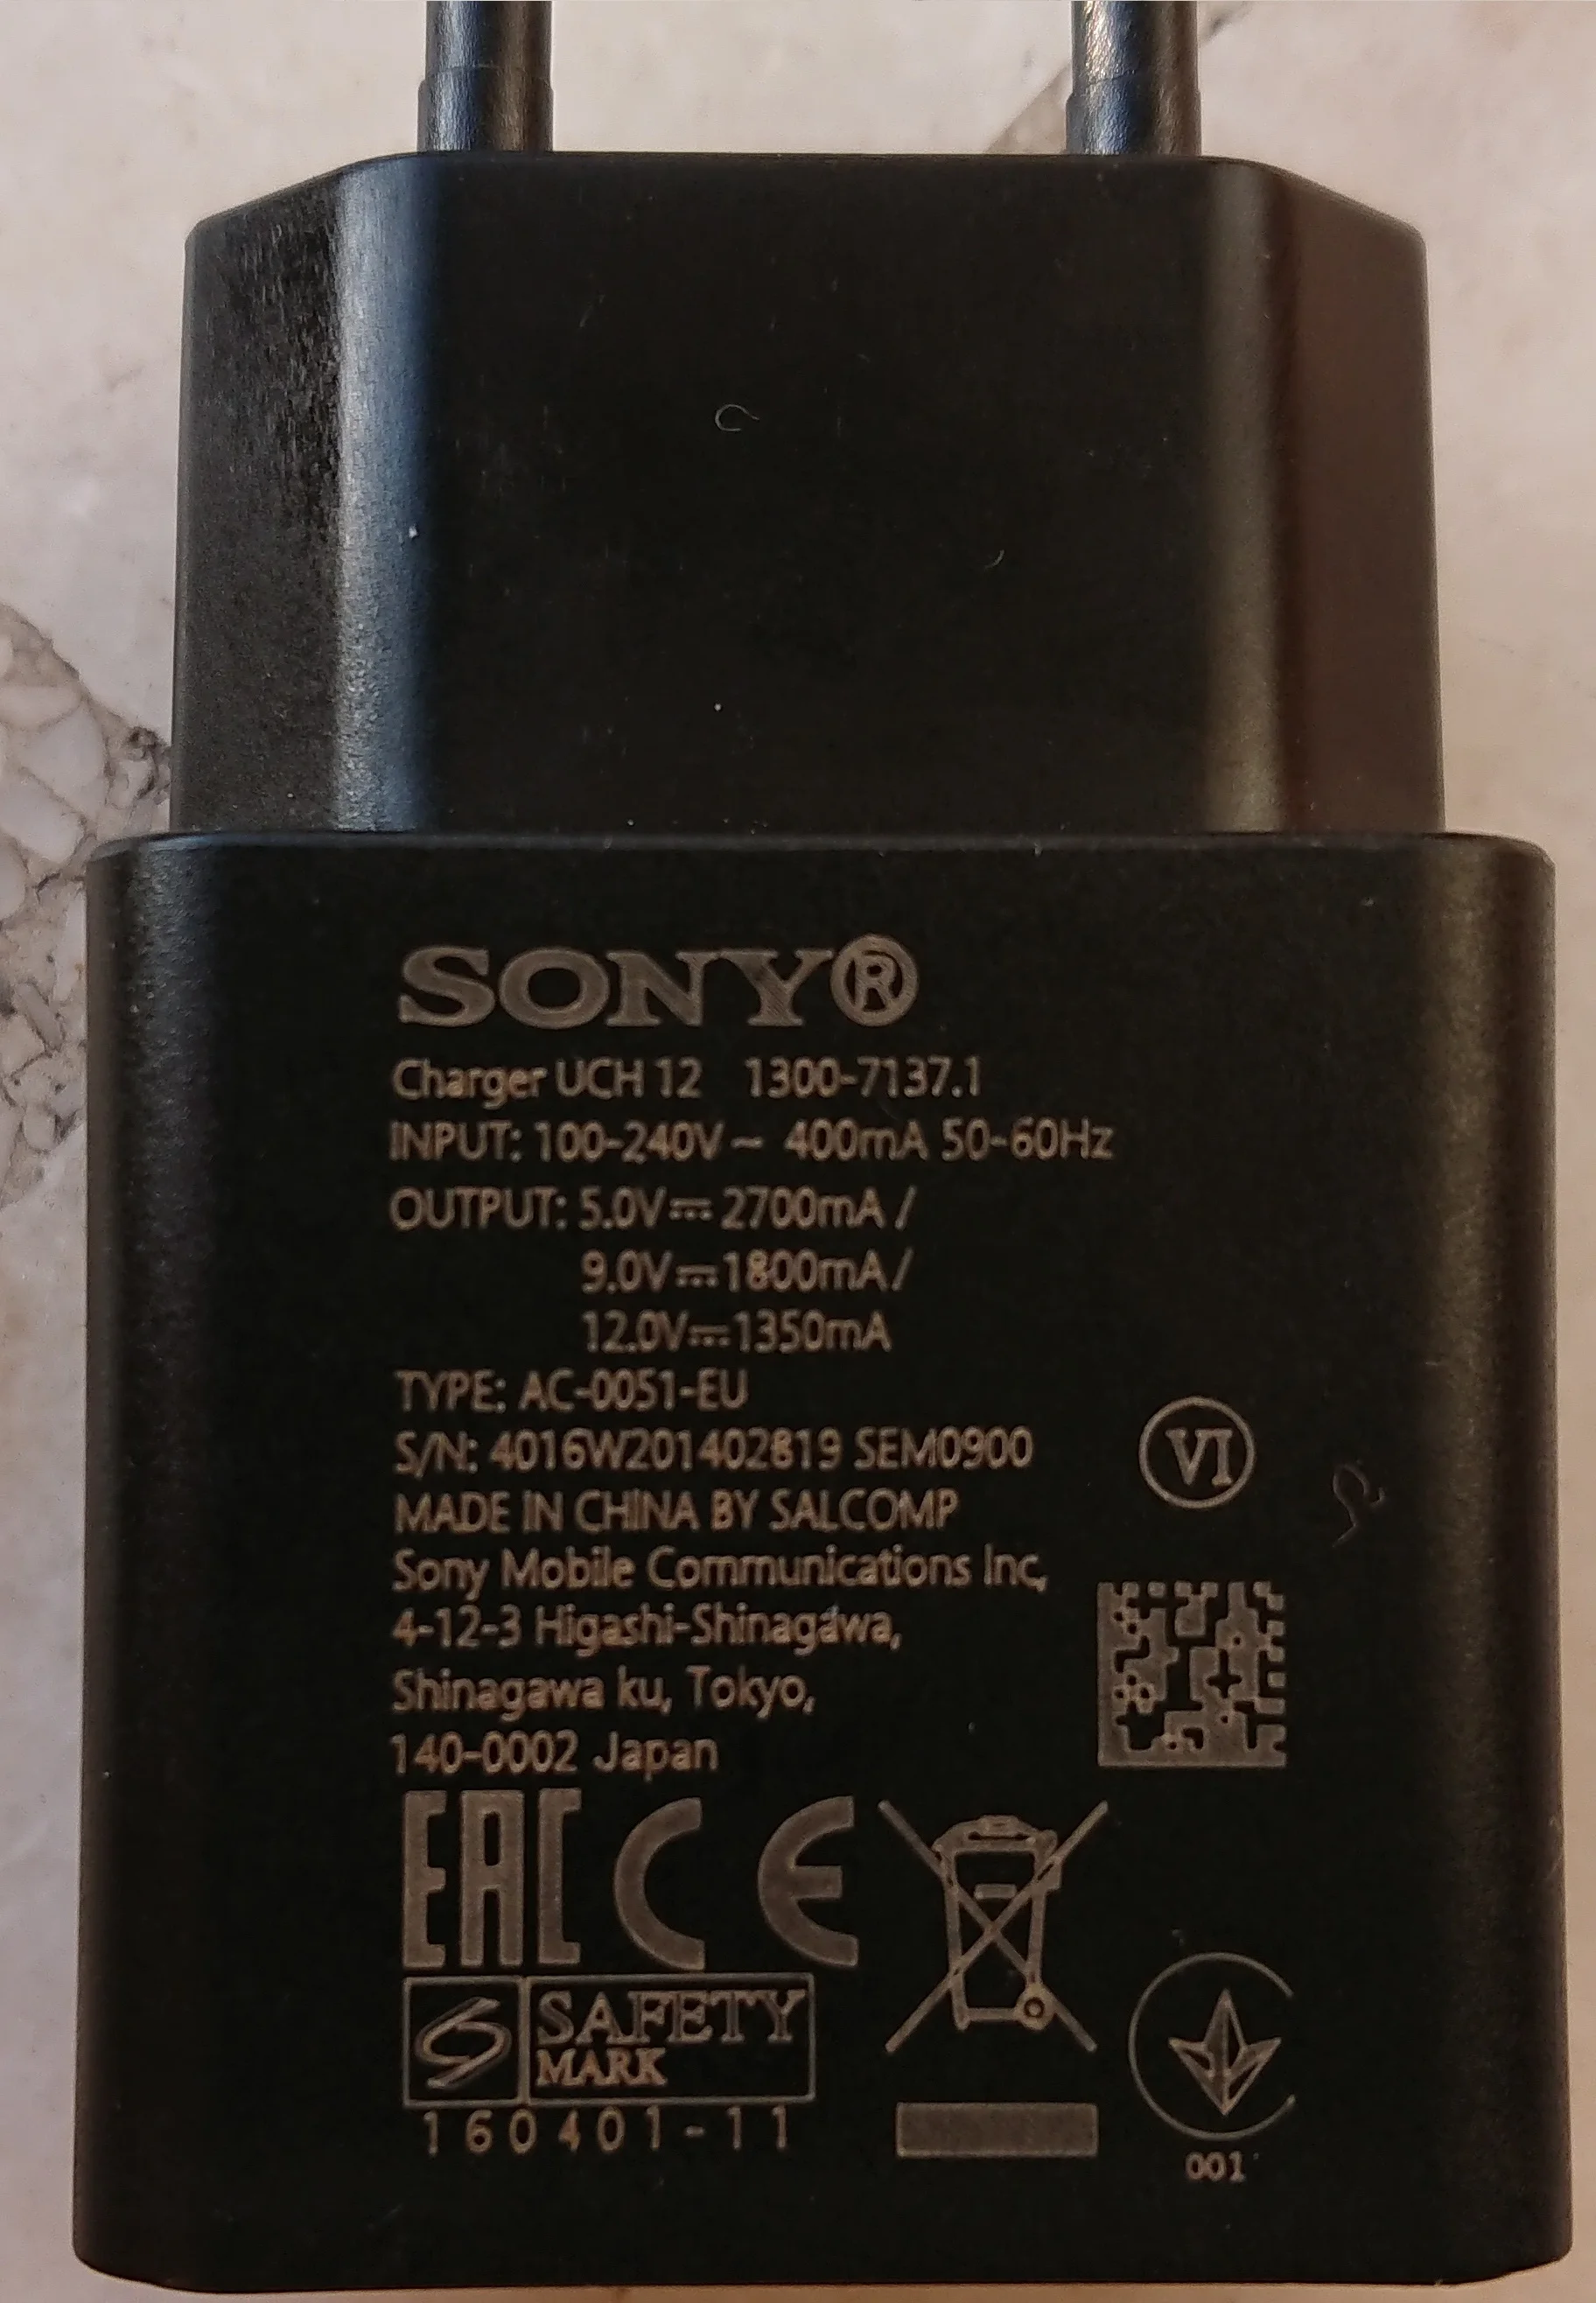 SONY®
Charger UCH 12 1300-7137.1
INPUT: 100-240V ~ 400mA 50-60Hz
OUTPUT: 5.0V⎓2700mA /
9.0V⎓1800mA /
12.0V⎓1350mA
TYPE: AC-0051-EU
S/N: 4016W201402819 SEM0900
VI
MADE IN CHINA BY SALCOMP
Sony Mobile Communications Inc,
4-12-3 Higashi-Shinagawa,
Shinagawa ku, Tokyo,
140-0002 Japan
EAC CE
SAFETY
MARK
160401-11
001